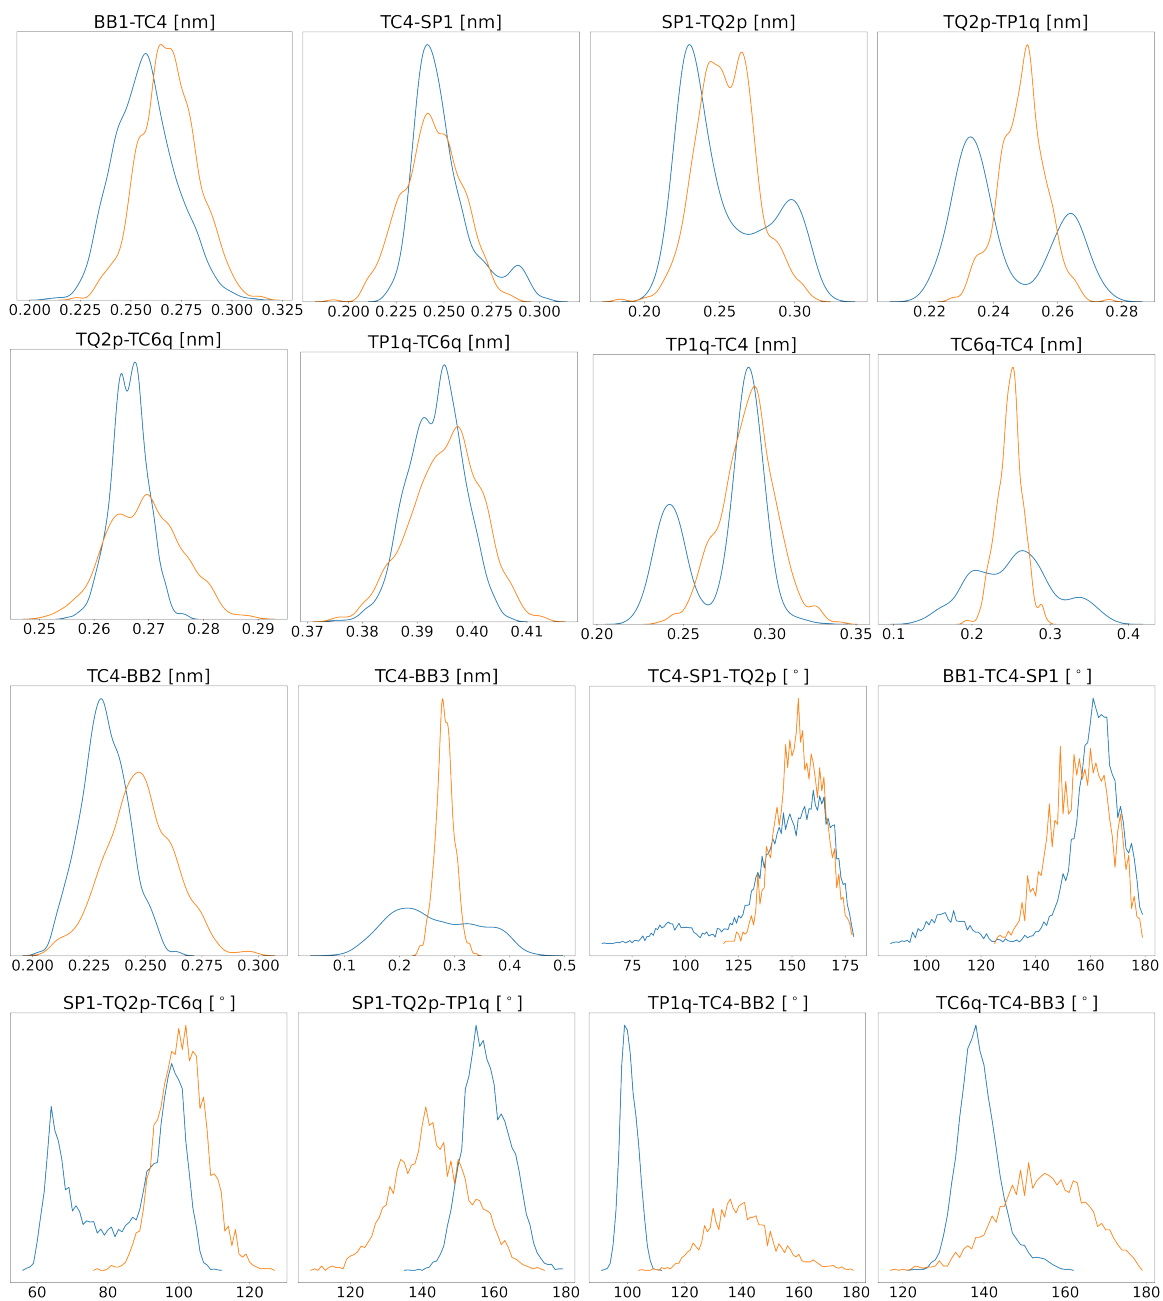 BB1-TC4 [nm] TC4-SP1 [nm] SP1-TQ2p [nm] TQ2p-TP1q [nm]
0.200 0.225 0.250 0.275 0.300 0.325 0.200 0.225 0.250 0.275 0.300 0.20 0.25 0.30 0.22 0.24 0.26 0.28
TQ2p-TC6q [nm] TP1q-TC6q [nm] TP1q-TC4 [nm] TC6q-TC4 [nm]
0.25 0.26 0.27 0.28 0.29 0.37 0.38 0.39 0.40 0.41 0.20 0.25 0.30 0.35 0.1 0.2 0.3 0.4
TC4-BB2 [nm] TC4-BB3 [nm] TC4-SP1-TQ2p [°] BB1-TC4-SP1 [°]
0.200 0.225 0.250 0.275 0.300 0.1 0.2 0.3 0.4 0.5 75 100 125 150 175 100 120 140 160 180
SP1-TQ2p-TC6q [°] SP1-TQ2p-TP1q [°] TP1q-TC4-BB2 [°] TC6q-TC4-BB3 [°]
60 80 100 120 120 140 160 180 100 120 140 160 180 120 140 160 180